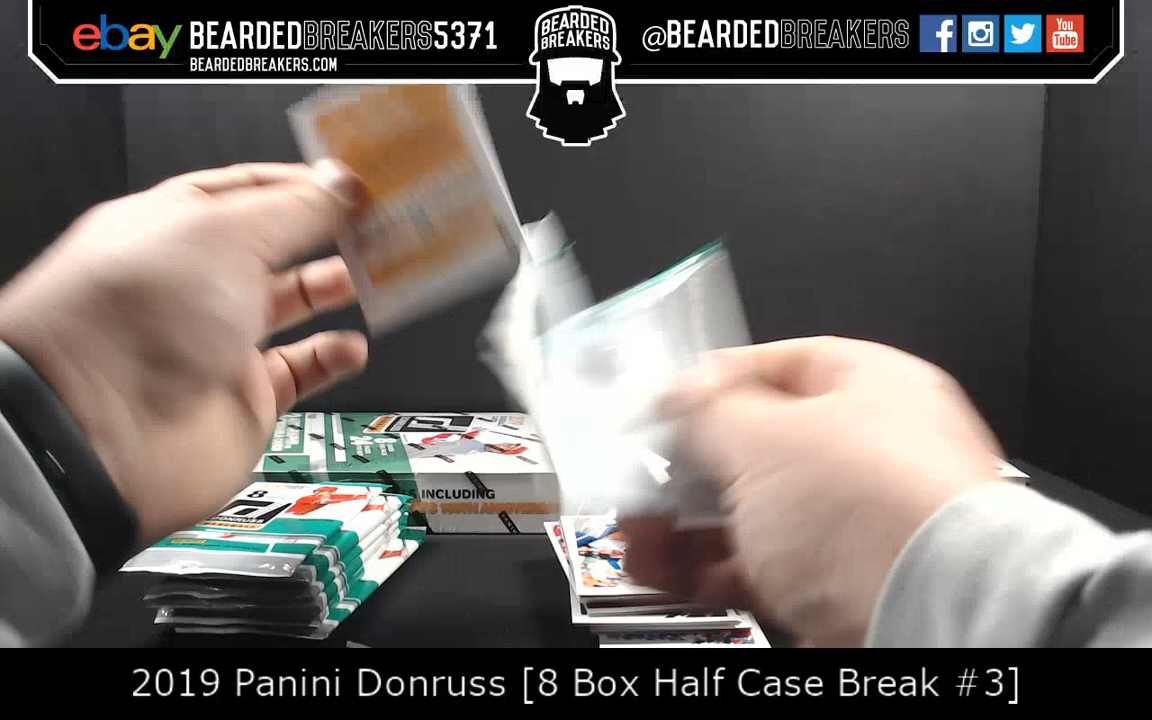 ebay BEARDEDBREAKERS5371
BEARDEDBREAKERS.COM
BEARDED
BREAKERS
@BEARDEDBREAKERS
You
Tube
INCLUDING
8
DONRUSS
2019 Panini Donruss [8 Box Half Case Break #3]